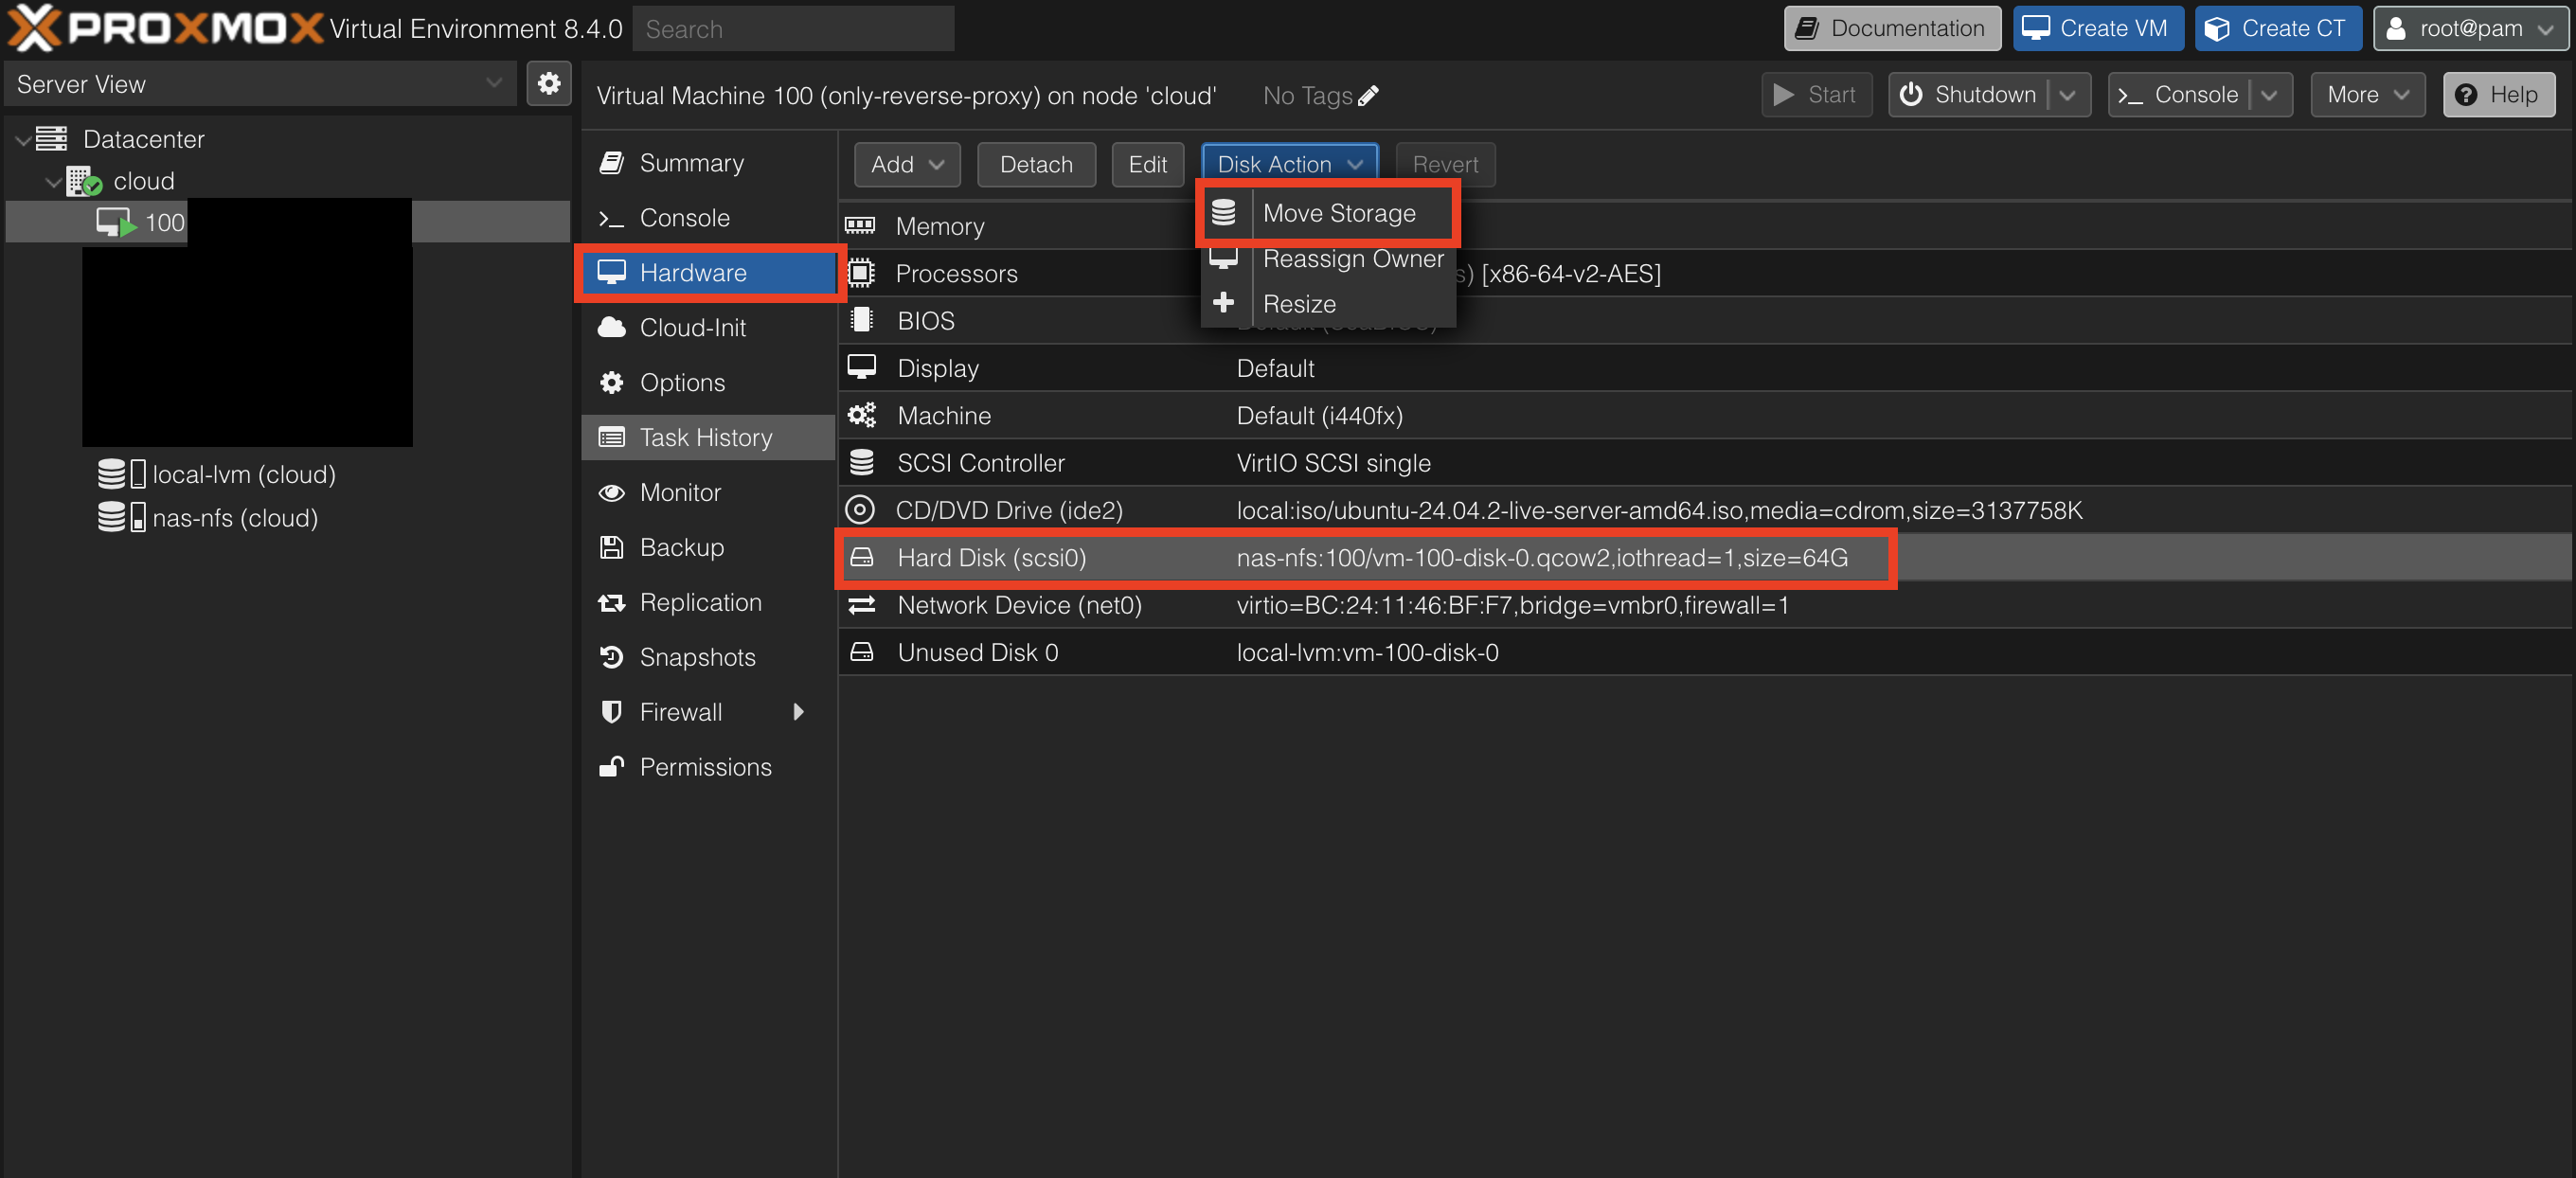 PROXMOX Virtual Environment 8.4.0 Search Documentation Create VM Create CT root@pam
Server View
Datacenter
cloud
100
local-lvm (cloud)
nas-nfs (cloud)
Virtual Machine 100 (only-reverse-proxy) on node 'cloud' No Tags Start Shutdown Console More Help
Summary
Console
Hardware
Cloud-Init
Options
Task History
Monitor
Backup
Replication
Snapshots
Firewall
Permissions
Add Detach Edit Disk Action Revert
Move Storage
Reassign Owner
Resize
Memory
Processors s) [x86-64-v2-AES]
BIOS
Display Default
Machine Default (i440fx)
SCSI Controller VirtIO SCSI single
CD/DVD Drive (ide2) local:iso/ubuntu-24.04.2-live-server-amd64.iso,media=cdrom,size=3137758K
Hard Disk (scsi0) nas-nfs:100/vm-100-disk-0.qcow2,iothread=1,size=64G
Network Device (net0) virtio=BC:24:11:46:BF:F7,bridge=vmbr0,firewall=1
Unused Disk 0 local-lvm:vm-100-disk-0